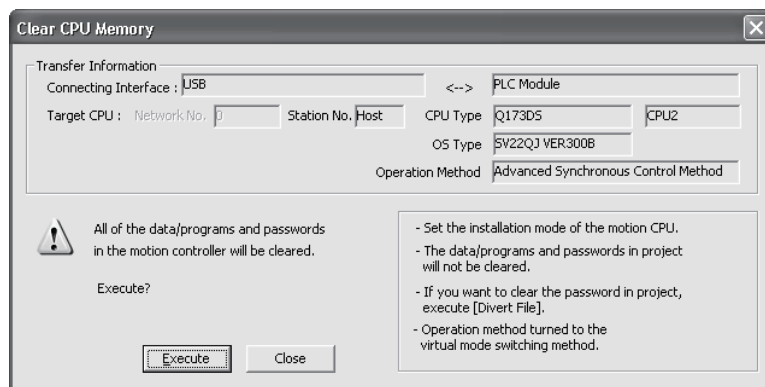 Clear CPU Memory
Transfer Information
Connecting Interface : USB <--> PLC Module
Target CPU : Network No. 0 Station No. Host CPU Type Q173DS CPU2
OS Type SV22QJ VER300B
Operation Method Advanced Synchronous Control Method
All of the data/programs and passwords
in the motion controller will be cleared.
Execute?
- Set the installation mode of the motion CPU.
- The data/programs and passwords in project
will not be cleared.
- If you want to clear the password in project,
execute [Divert File].
- Operation method turned to the
virtual mode switching method.
Execute Close